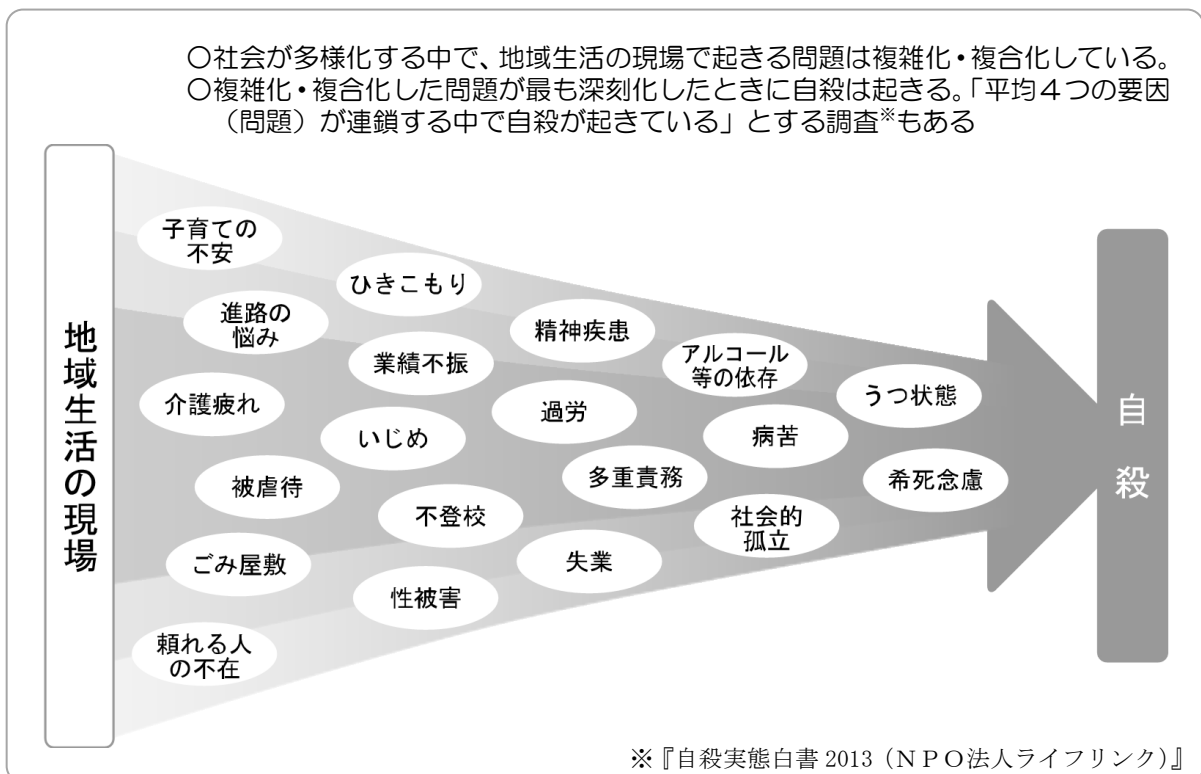 ○社会が多様化する中で、地域生活の現場で起きる問題は複雑化・複合化している。
○複雑化・複合化した問題が最も深刻化したときに自殺は起きる。「平均４つの要因
（問題）が連鎖する中で自殺が起きている」とする調査※もある
地域生活の現場
子育ての
不安
ひきこもり
進路の
悩み
精神疾患
業績不振
アルコール
等の依存
うつ状態
介護疲れ
過労
いじめ
病苦
自殺
被虐待
多重責務
希死念慮
不登校
社会的
孤立
ごみ屋敷
失業
性被害
頼れる人
の不在
※『自殺実態白書 2013（ＮＰＯ法人ライフリンク）』